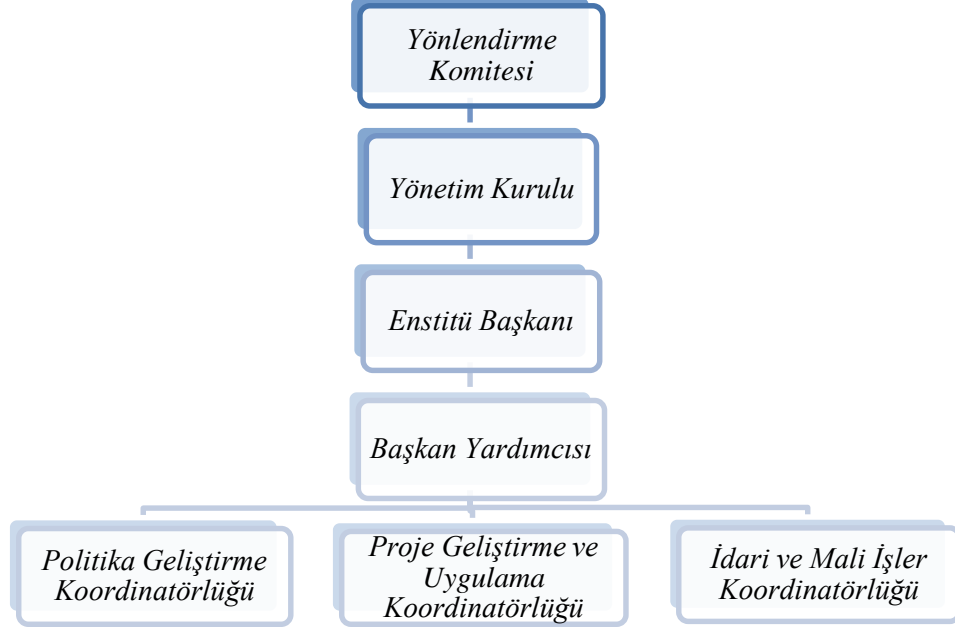 Yönlendirme
Komitesi
Yönetim Kurulu
Enstitü Başkanı
Başkan Yardımcısı
Politika Geliştirme
Koordinatörlüğü
Proje Geliştirme ve
Uygulama
Koordinatörlüğü
İdari ve Mali İşler
Koordinatörlüğü